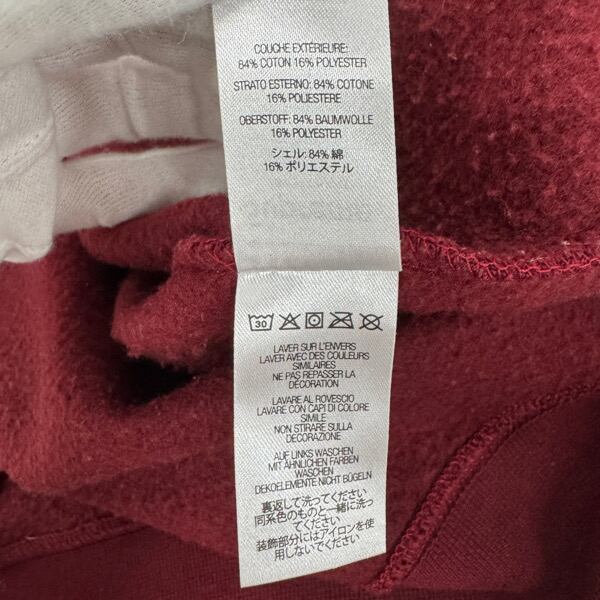 COUCHE EXTÉRIEURE:
84% COTON 16% POLYESTER
STRATO ESTERNO: 84% COTONE
16% POLIESTERE
OBERSTOFF: 84% BAUMWOLLE
16% POLYESTER
シェル: 84% 綿
16% ポリエステル
30
LAVER SUR L'ENVERS
LAVER AVEC DES COULEURS
SIMILAIRES
NE PAS REPASSER LA
DÉCORATION
LAVARE AL ROVESCIO
LAVARE CON CAPI DI COLORE
SIMILE
NON STIRARE SULLA
DECORAZIONE
AUF LINKS WASCHEN
MIT ÄHNLICHEN FARBEN
WASCHEN
DEKOELEMENTE NICHT BÜGELN
裏返して洗ってください
同系色のものと一緒に洗っ
てください
装飾部分にはアイロンを使
用しないでください